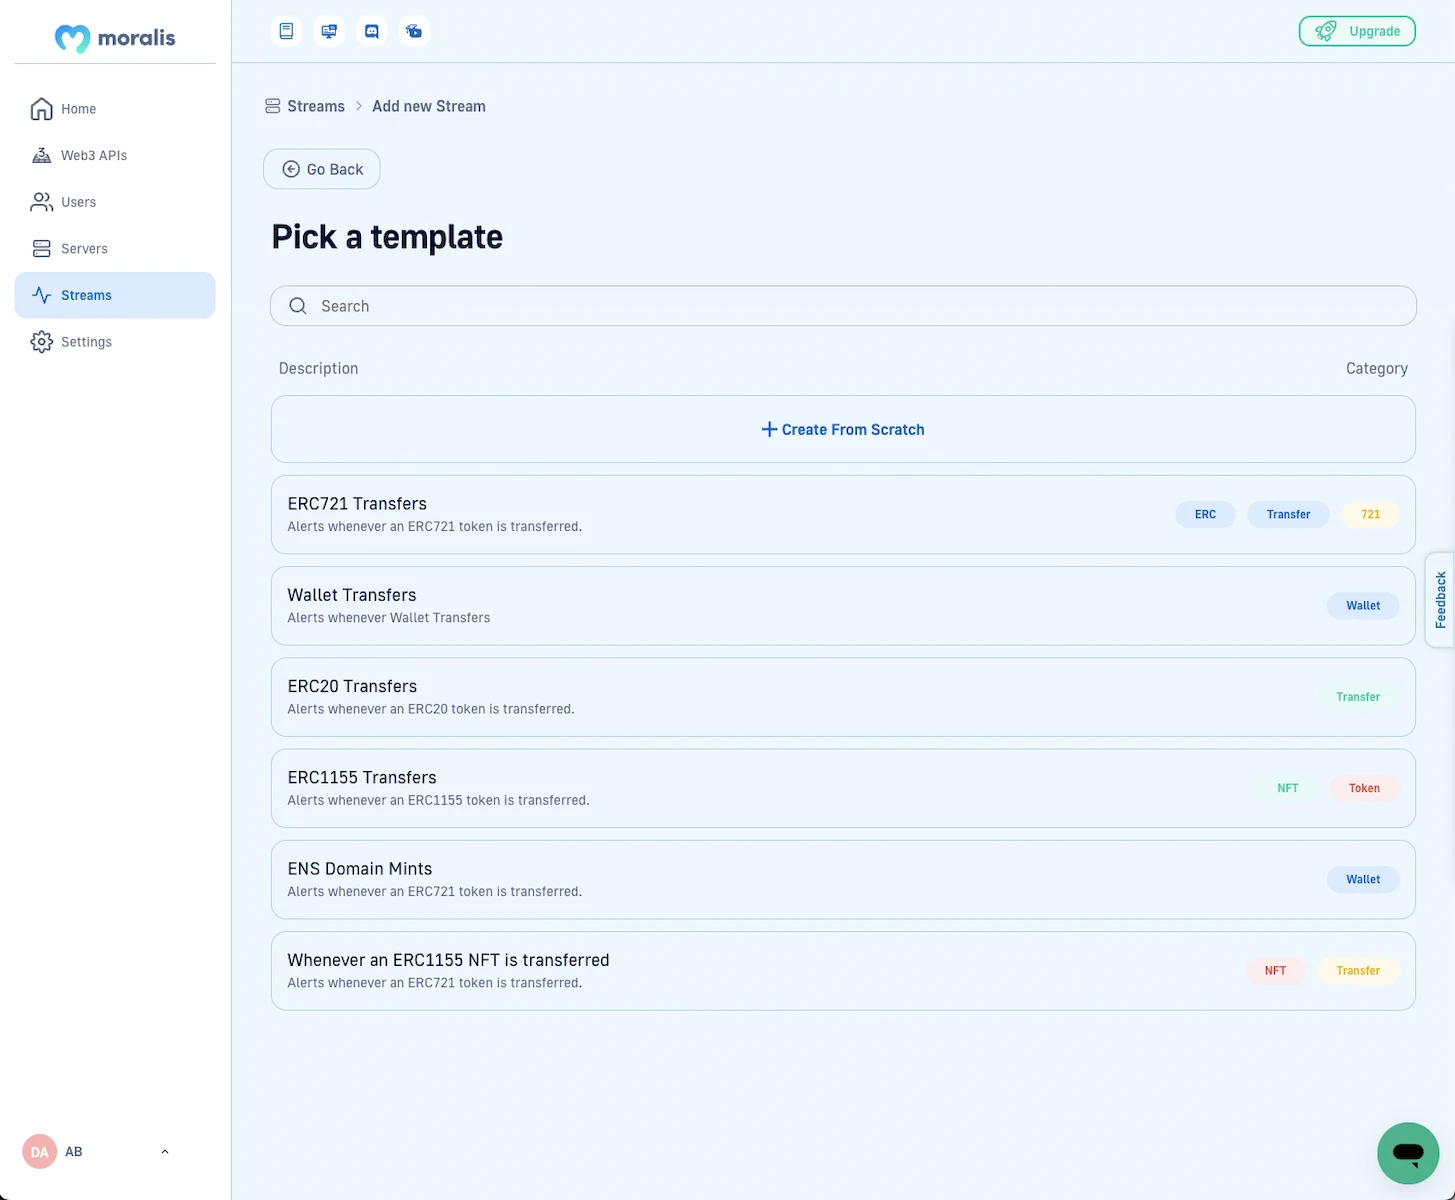 moralis
Upgrade
Home
Web3 APIs
Users
Servers
Streams
Settings
Streams > Add new Stream
Go Back
Pick a template
Search
Description
Category
Create From Scratch
ERC721 Transfers
Alerts whenever an ERC721 token is transferred.
ERC Transfer 721
Wallet Transfers
Alerts whenever Wallet Transfers
Wallet
ERC20 Transfers
Alerts whenever an ERC20 token is transferred.
Transfer
ERC1155 Transfers
Alerts whenever an ERC1155 token is transferred.
NFT Token
ENS Domain Mints
Alerts whenever an ERC721 token is transferred.
Wallet
Whenever an ERC1155 NFT is transferred
Alerts whenever an ERC721 token is transferred.
NFT Transfer
Feedback
DA AB